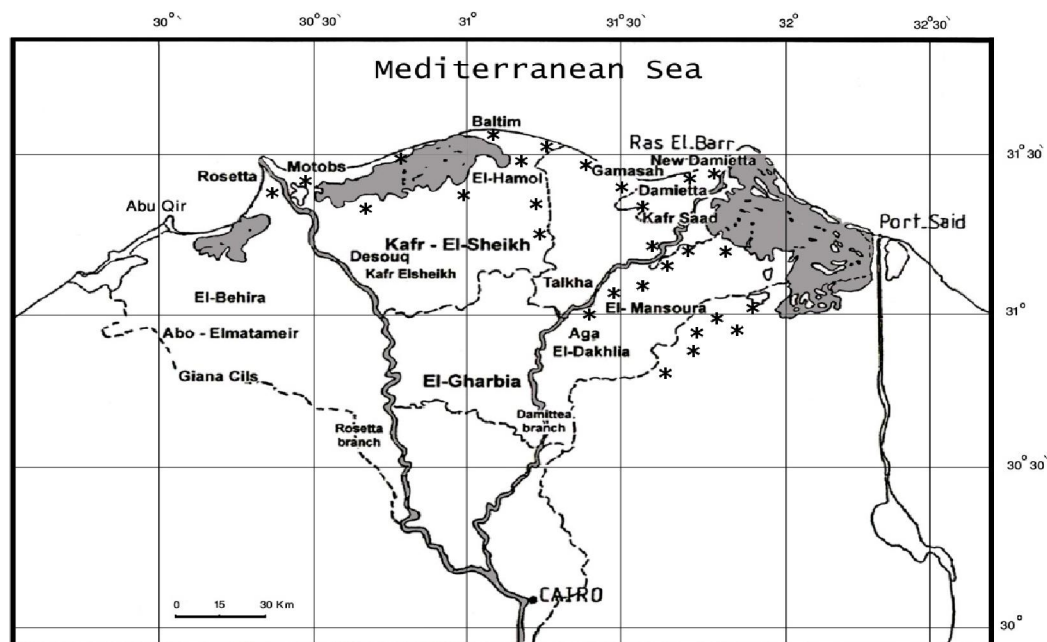 30° 30°30' 31° 31°30' 32° 32°30'
Mediterranean Sea
Baltim
Ras El.Barr
31°30'
Motobs
New Damietta
Rosetta
El-Hamol
Gamasah
Damietta
Abu Qir
Kafr Saad
Port_Said
Kafr - El-Sheikh
Desouq
Kafr Elsheikh
Talkha
El-Behira
El- Mansoura
31°
Abo - Elmatameir
Aga
El-Dakhlia
Giana Cils
El-Gharbia
Damittea
branch
Rosetta
branch
30°30'
CAIRO
0 15 30 Km
30°